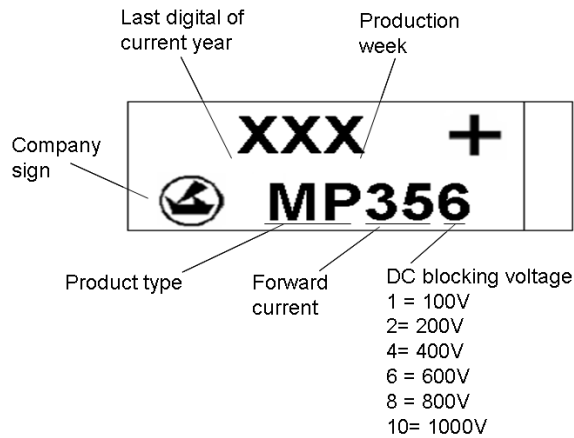 Last digital of
current year
Production
week
XXX +
Company
sign
MP356
Product type
Forward
current
DC blocking voltage
1 = 100V
2= 200V
4= 400V
6 = 600V
8 = 800V
10= 1000V